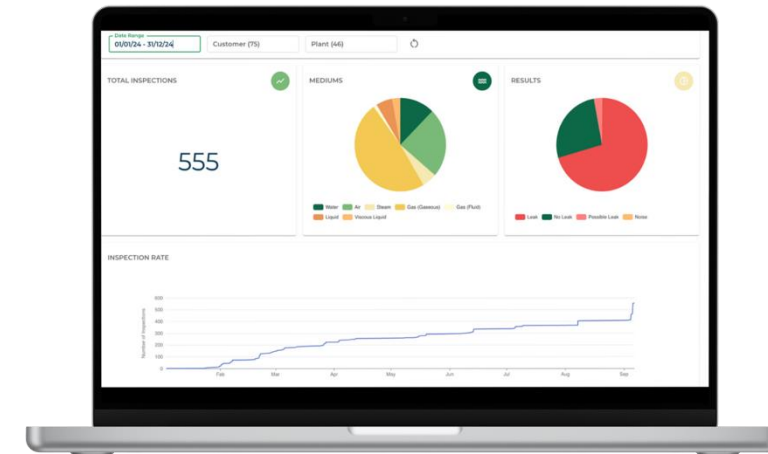 Date Range
01/01/24 - 31/12/24
Customer (75)
Plant (46)
TOTAL INSPECTIONS
555
MEDIUMS
Water Air Steam Gas (Gaseous) Gas (Fluid)
Liquid Viscous Liquid
RESULTS
Leak No Leak Possible Leak Noise
INSPECTION RATE
Number of Inspections
600
500
400
300
200
100
0
Feb Mar Apr May Jun Jul Aug Sep